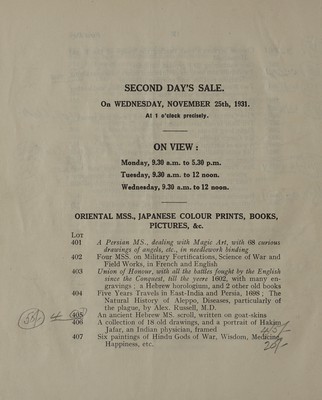 SECOND DAY'S SALE.
On WEDNESDAY, NOVEMBER 25th, 1931.
At 1 o'clock precisely.
ON VIEW :
Monday, 9.30 a.m. to 5.30 p.m.
Tuesday, 9.30 a.m. to 12 noon.
Wednesday, 9.30 a.m. to 12 noon.
ORIENTAL MSS., JAPANESE COLOUR PRINTS, BOOKS,
PICTURES, &c.
LOT
401 A Persian MS., dealing with Magic Art, with 68 curious
drawings of angels, etc., in needlework binding
402 Four MSS. on Military Fortifications, Science of War and
Field Works, in French and English
403 Union of Honour, with all the battles fought by the English
since the Conquest, till the yeare 1602, with many en-
gravings ; a Hebrew horologium, and 2 other old books
404 Five Years Travels in East-India and Persia, 1698 ; The
Natural History of Aleppo, Diseases, particularly of
the plague, by Alex. Russell, M.D.
405 An ancient Hebrew MS. scroll, written on goat-skins
406 A collection of 18 old drawings, and a portrait of Hakim
Jafar, an Indian physician, framed
407 Six paintings of Hindu Gods of War, Wisdom, Medicine,
Happiness, etc.